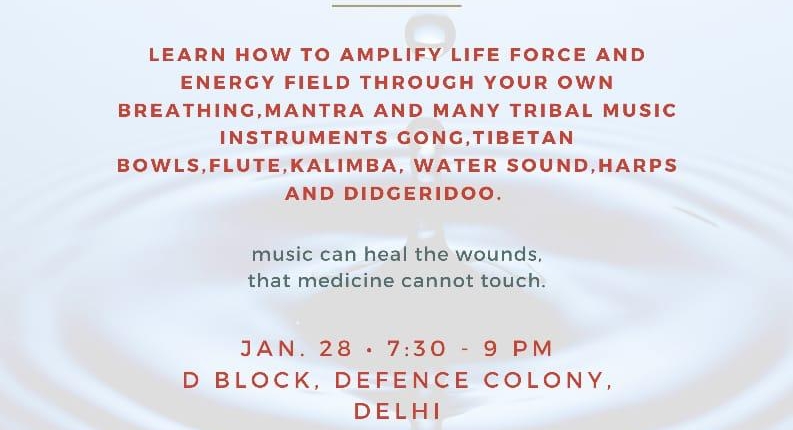 LEARN HOW TO AMPLIFY LIFE FORCE AND
ENERGY FIELD THROUGH YOUR OWN
BREATHING,MANTRA AND MANY TRIBAL MUSIC
INSTRUMENTS GONG,TIBETAN
BOWLS,FLUTE,KALIMBA, WATER SOUND,HARPS
AND DIDGERIDOO.
music can heal the wounds,
that medicine cannot touch.
JAN. 28 • 7:30 - 9 PM
D BLOCK, DEFENCE COLONY,
DELHI